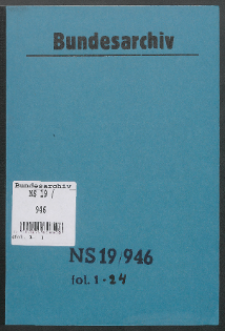 Bundesarchiv
Bundesarchiv
NS 19 /
946
NS 19/946
fol. 1-24